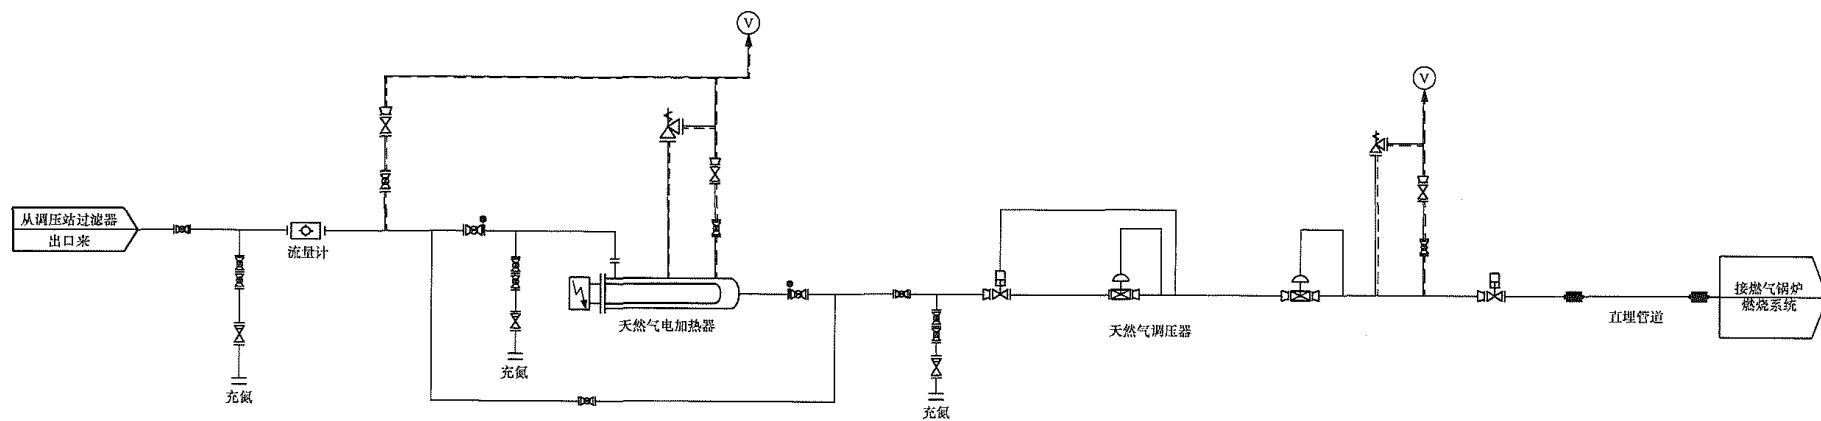 V
V
从调压站过滤器
出口来
流量计
接燃气锅炉
燃烧系统
直埋管道
天然气电加热器
天然气调压器
充氮
充氮
充氮